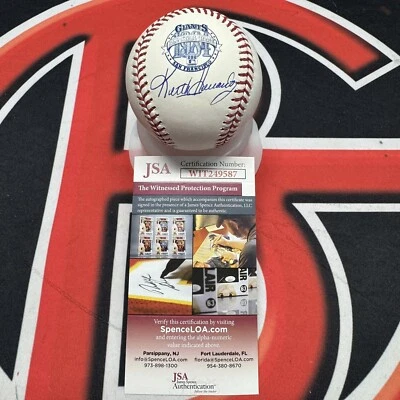 GIANTS
1984
SAN FRANCISCO
Keith Hernandez
JSA
Certification Number:
WIT249587
The Witnessed Protection Program
The autographed piece which accompanies this certificate was
signed in the presence of a James Spence Authentication, LLC
representative and is guaranteed to be authentic.
Verify this certification by visiting
SpenceLOA.com
and entering the alpha-numeric
value indicated above.
Parsippany, NJ
info@SpenceLOA.com
973-898-1300
Fort Lauderdale, FL
florida@SpenceLOA.com
954-380-8670
JSA
James Spence
Authentication